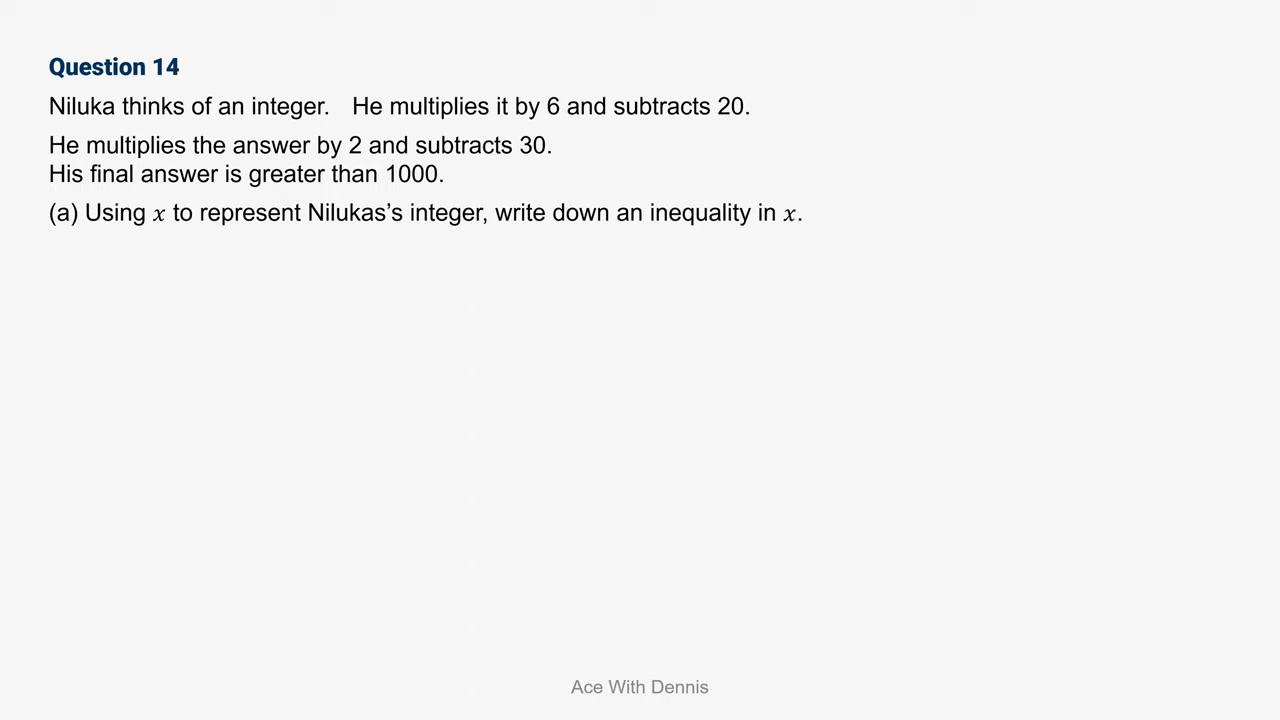 Question 14
Niluka thinks of an integer. He multiplies it by 6 and subtracts 20.
He multiplies the answer by 2 and subtracts 30.
His final answer is greater than 1000.
(a) Using 𝑥 to represent Nilukas’s integer, write down an inequality in 𝑥.
Ace With Dennis